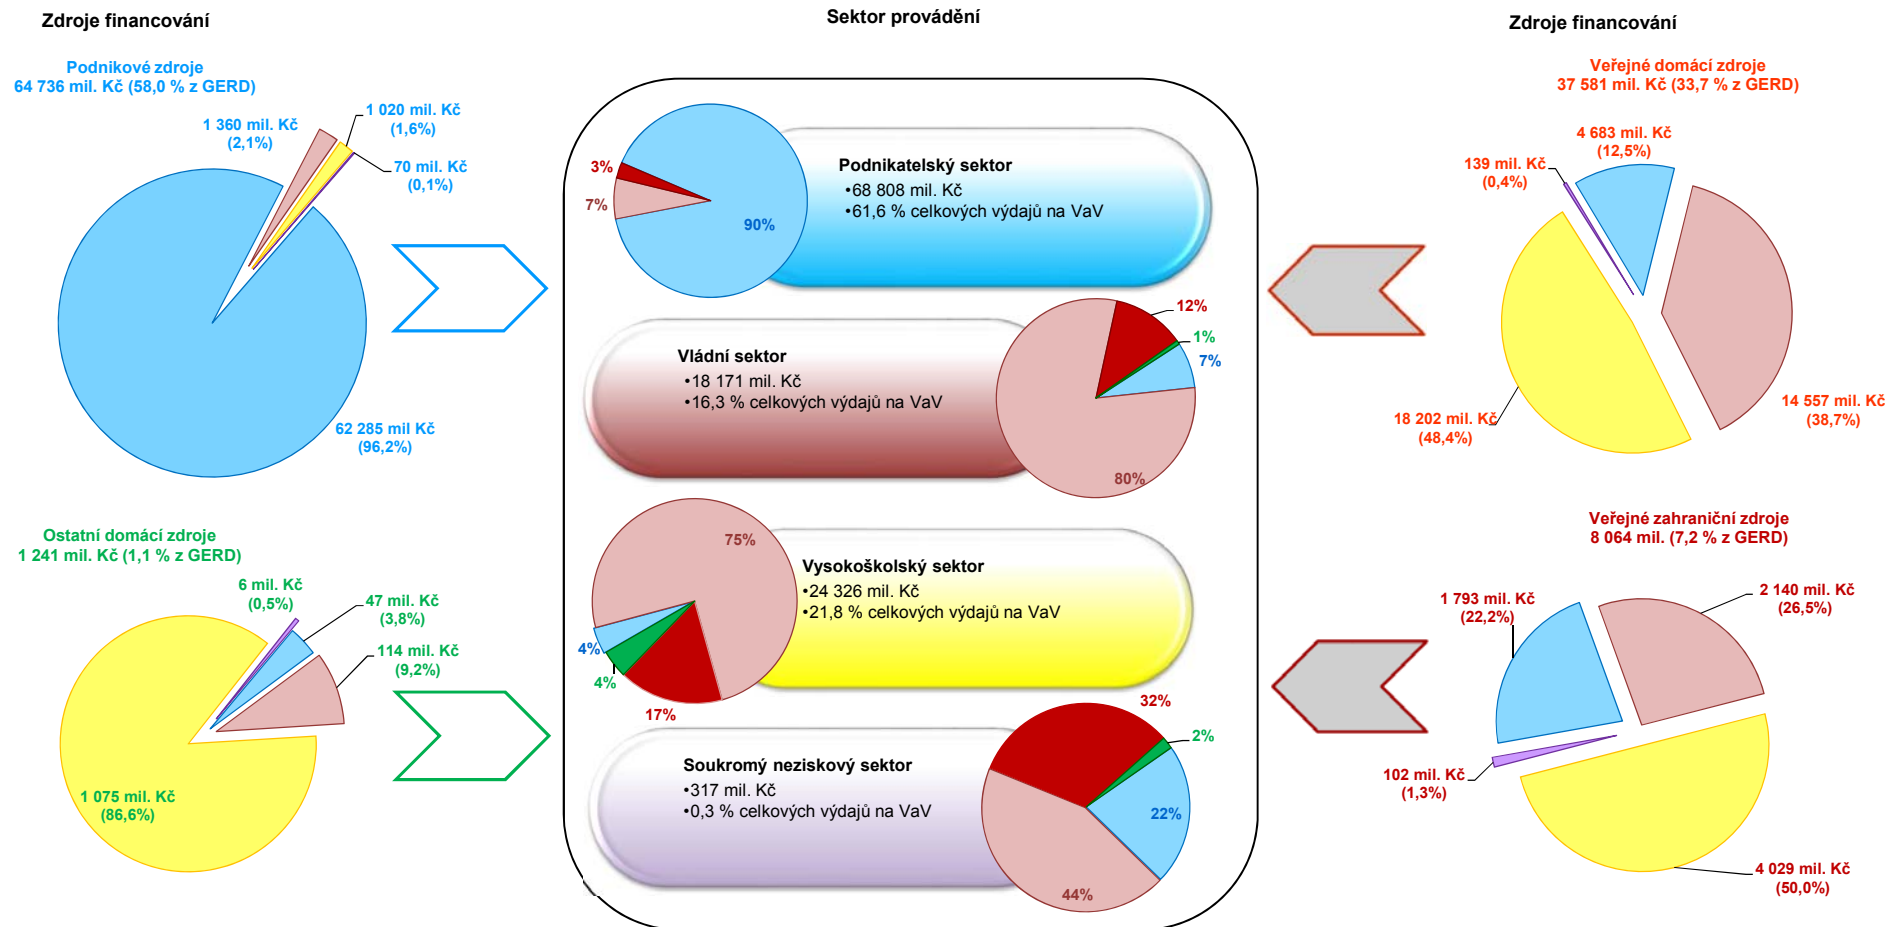 Zdroje financování
Sektor provádění
Zdroje financování
Podnikové zdroje
64 736 mil. Kč (58,0 % z GERD)
1 360 mil. Kč
(2,1%)
1 020 mil. Kč
(1,6%)
70 mil. Kč
(0,1%)
62 285 mil Kč
(96,2%)
Ostatní domácí zdroje
1 241 mil. Kč (1,1 % z GERD)
6 mil. Kč
(0,5%)
47 mil. Kč
(3,8%)
114 mil. Kč
(9,2%)
1 075 mil. Kč
(86,6%)
3%
7%
90%
Podnikatelský sektor
•68 808 mil. Kč
•61,6 % celkových výdajů na VaV
Vládní sektor
•18 171 mil. Kč
•16,3 % celkových výdajů na VaV
12%
1%
7%
80%
75%
4%
4%
17%
Vysokoškolský sektor
•24 326 mil. Kč
•21,8 % celkových výdajů na VaV
Soukromý neziskový sektor
•317 mil. Kč
•0,3 % celkových výdajů na VaV
32%
2%
22%
44%
Veřejné domácí zdroje
37 581 mil. Kč (33,7 % z GERD)
4 683 mil. Kč
(12,5%)
139 mil. Kč
(0,4%)
18 202 mil. Kč
(48,4%)
14 557 mil. Kč
(38,7%)
Veřejné zahraniční zdroje
8 064 mil. (7,2 % z GERD)
1 793 mil. Kč
(22,2%)
2 140 mil. Kč
(26,5%)
102 mil. Kč
(1,3%)
4 029 mil. Kč
(50,0%)